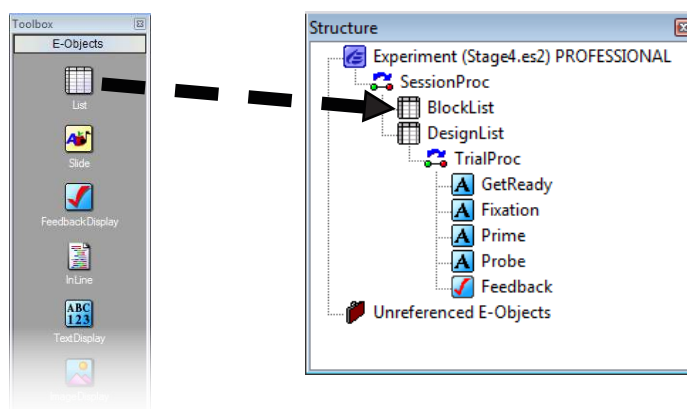 Toolbox
E-Objects
List
Slide
FeedbackDisplay
InLine
ABC
123
TextDisplay
ImageDisplay
Structure
Experiment (Stage4.es2) PROFESSIONAL
SessionProc
BlockList
DesignList
TrialProc
A GetReady
A Fixation
A Prime
A Probe
Feedback
Unreferenced E-Objects